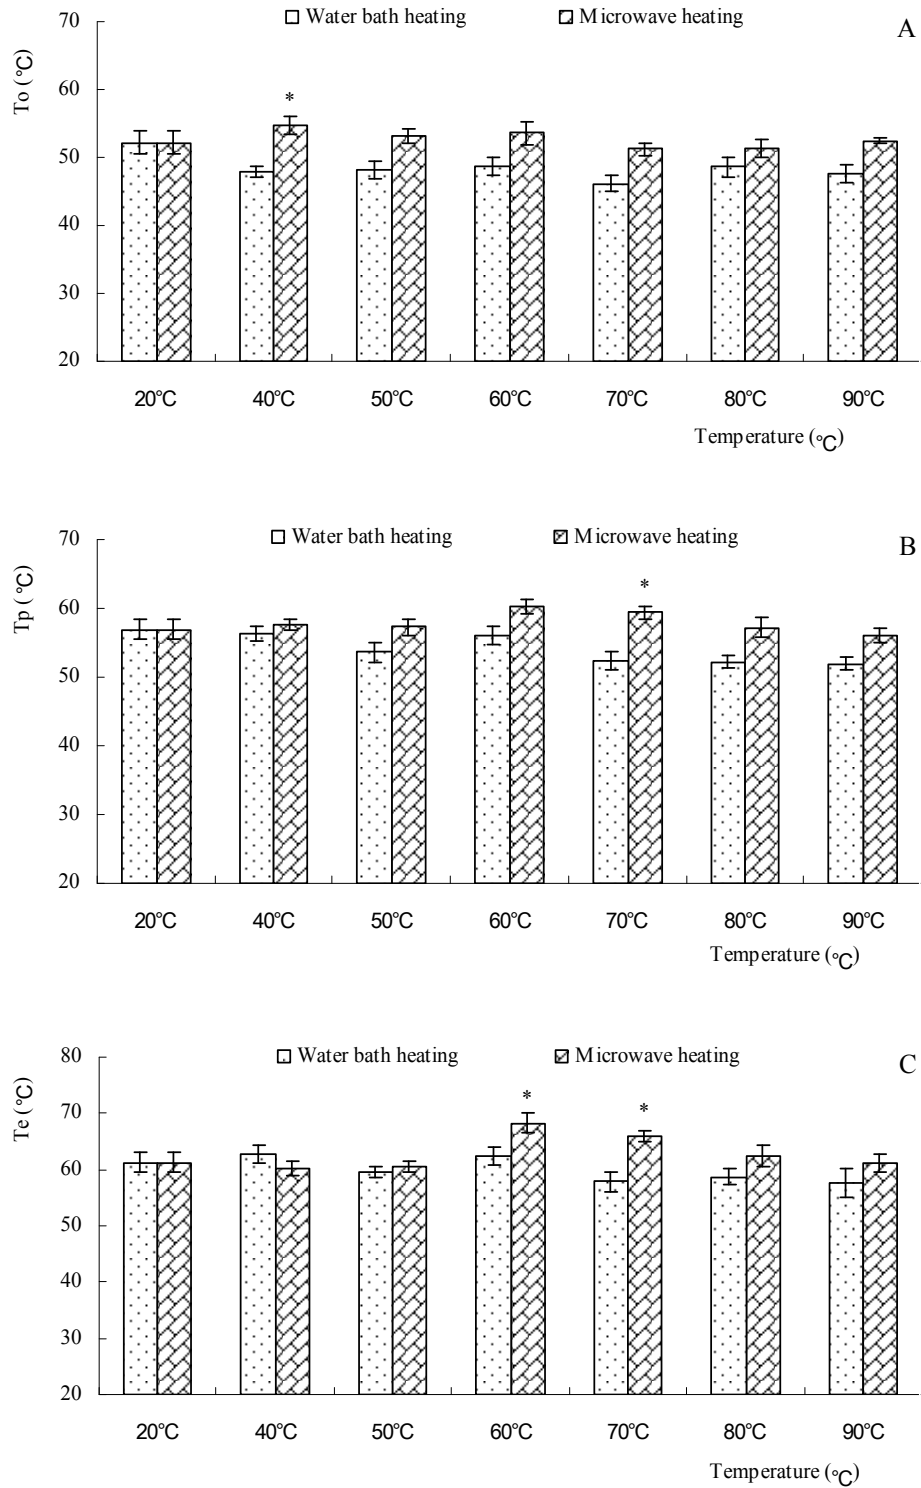 Water bath heating Microwave heating A
To (℃)
70
60
*
50
40
30
20
20℃ 40℃ 50℃ 60℃ 70℃ 80℃ 90℃
Temperature (℃)
Water bath heating Microwave heating B
Tp (℃)
70
60
*
50
40
30
20
20℃ 40℃ 50℃ 60℃ 70℃ 80℃ 90℃
Temperature (℃)
Water bath heating Microwave heating C
Te (℃)
80
70
* *
60
50
40
30
20
20℃ 40℃ 50℃ 60℃ 70℃ 80℃ 90℃
Temperature (℃)